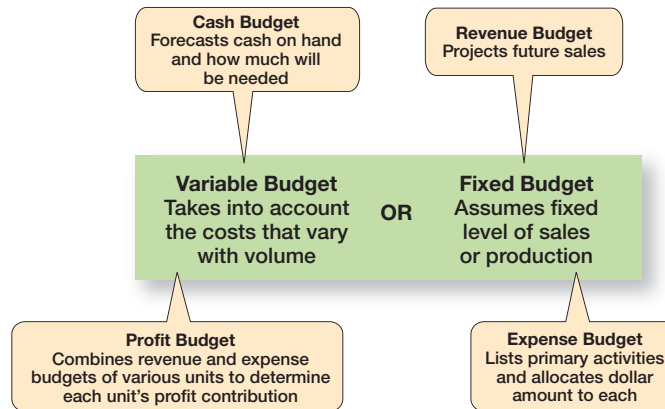 Cash Budget
Forecasts cash on hand
and how much will
be needed
Revenue Budget
Projects future sales
Variable Budget
Takes into account
the costs that vary
with volume
OR
Fixed Budget
Assumes fixed
level of sales
or production
Profit Budget
Combines revenue and expense
budgets of various units to determine
each unit's profit contribution
Expense Budget
Lists primary activities
and allocates dollar
amount to each